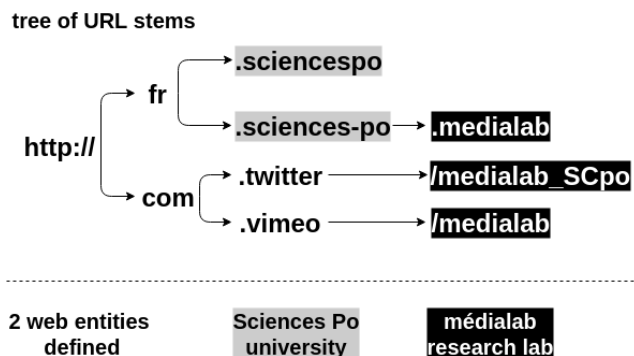 tree of URL stems
.sciencespo
fr
.sciences-po
.medialab
http://
.twitter
/medialab_SCpo
com
.vimeo
/medialab
2 web entities
defined
Sciences Po
university
médialab
research lab